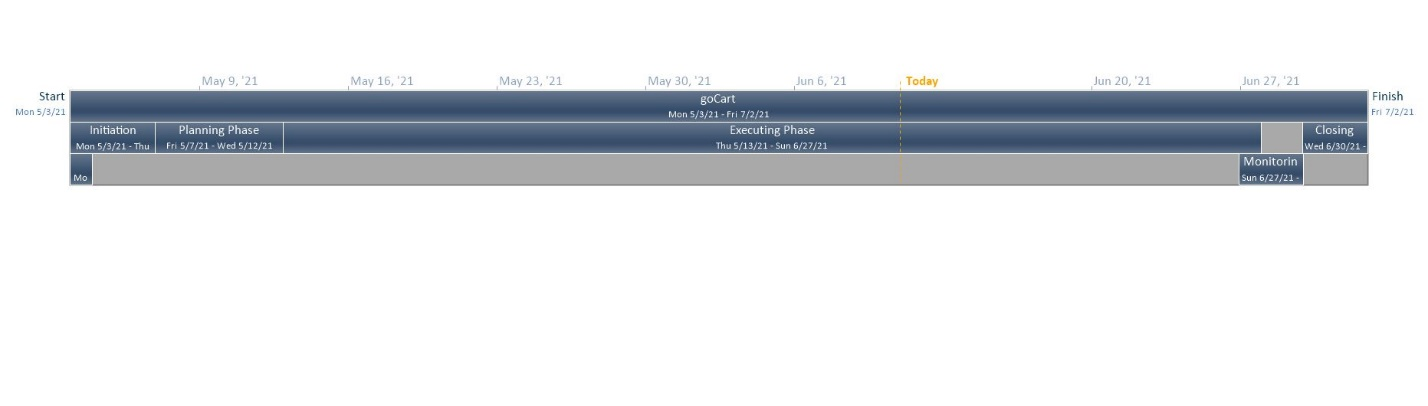 May 9, '21
May 16, '21
May 23, '21
May 30, '21
Jun 6, '21
Today
Jun 20, '21
Jun 27, '21
Start
Mon 5/3/21
goCart
Mon 5/3/21 - Fri 7/2/21
Finish
Fri 7/2/21
Initiation
Mon 5/3/21 - Thu
Planning Phase
Fri 5/7/21 - Wed 5/12/21
Executing Phase
Thu 5/13/21 - Sun 6/27/21
Closing
Wed 6/30/21 -
Mo
Monitorin
Sun 6/27/21 -